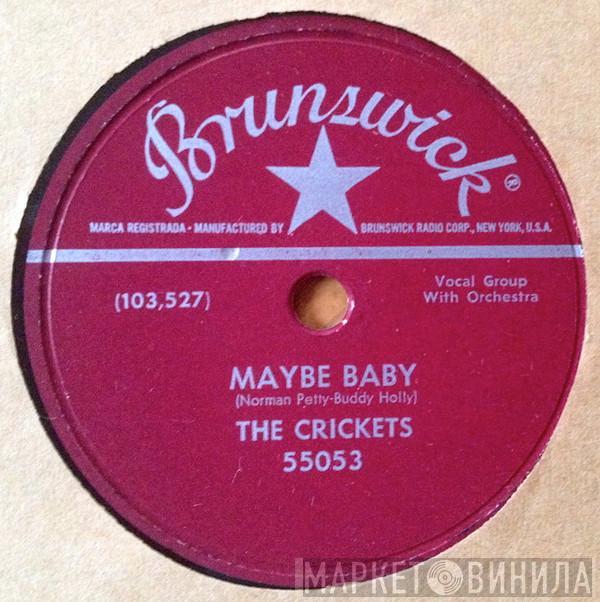 Brunswick®
MARCA REGISTRADA • MANUFACTURED BY BRUNSWICK RADIO CORP., NEW YORK, U.S.A.
(103,527)
Vocal Group
With Orchestra
MAYBE BABY
(Norman Petty-Buddy Holly)
THE CRICKETS
55053
МАРКЕТ ВИНИЛА